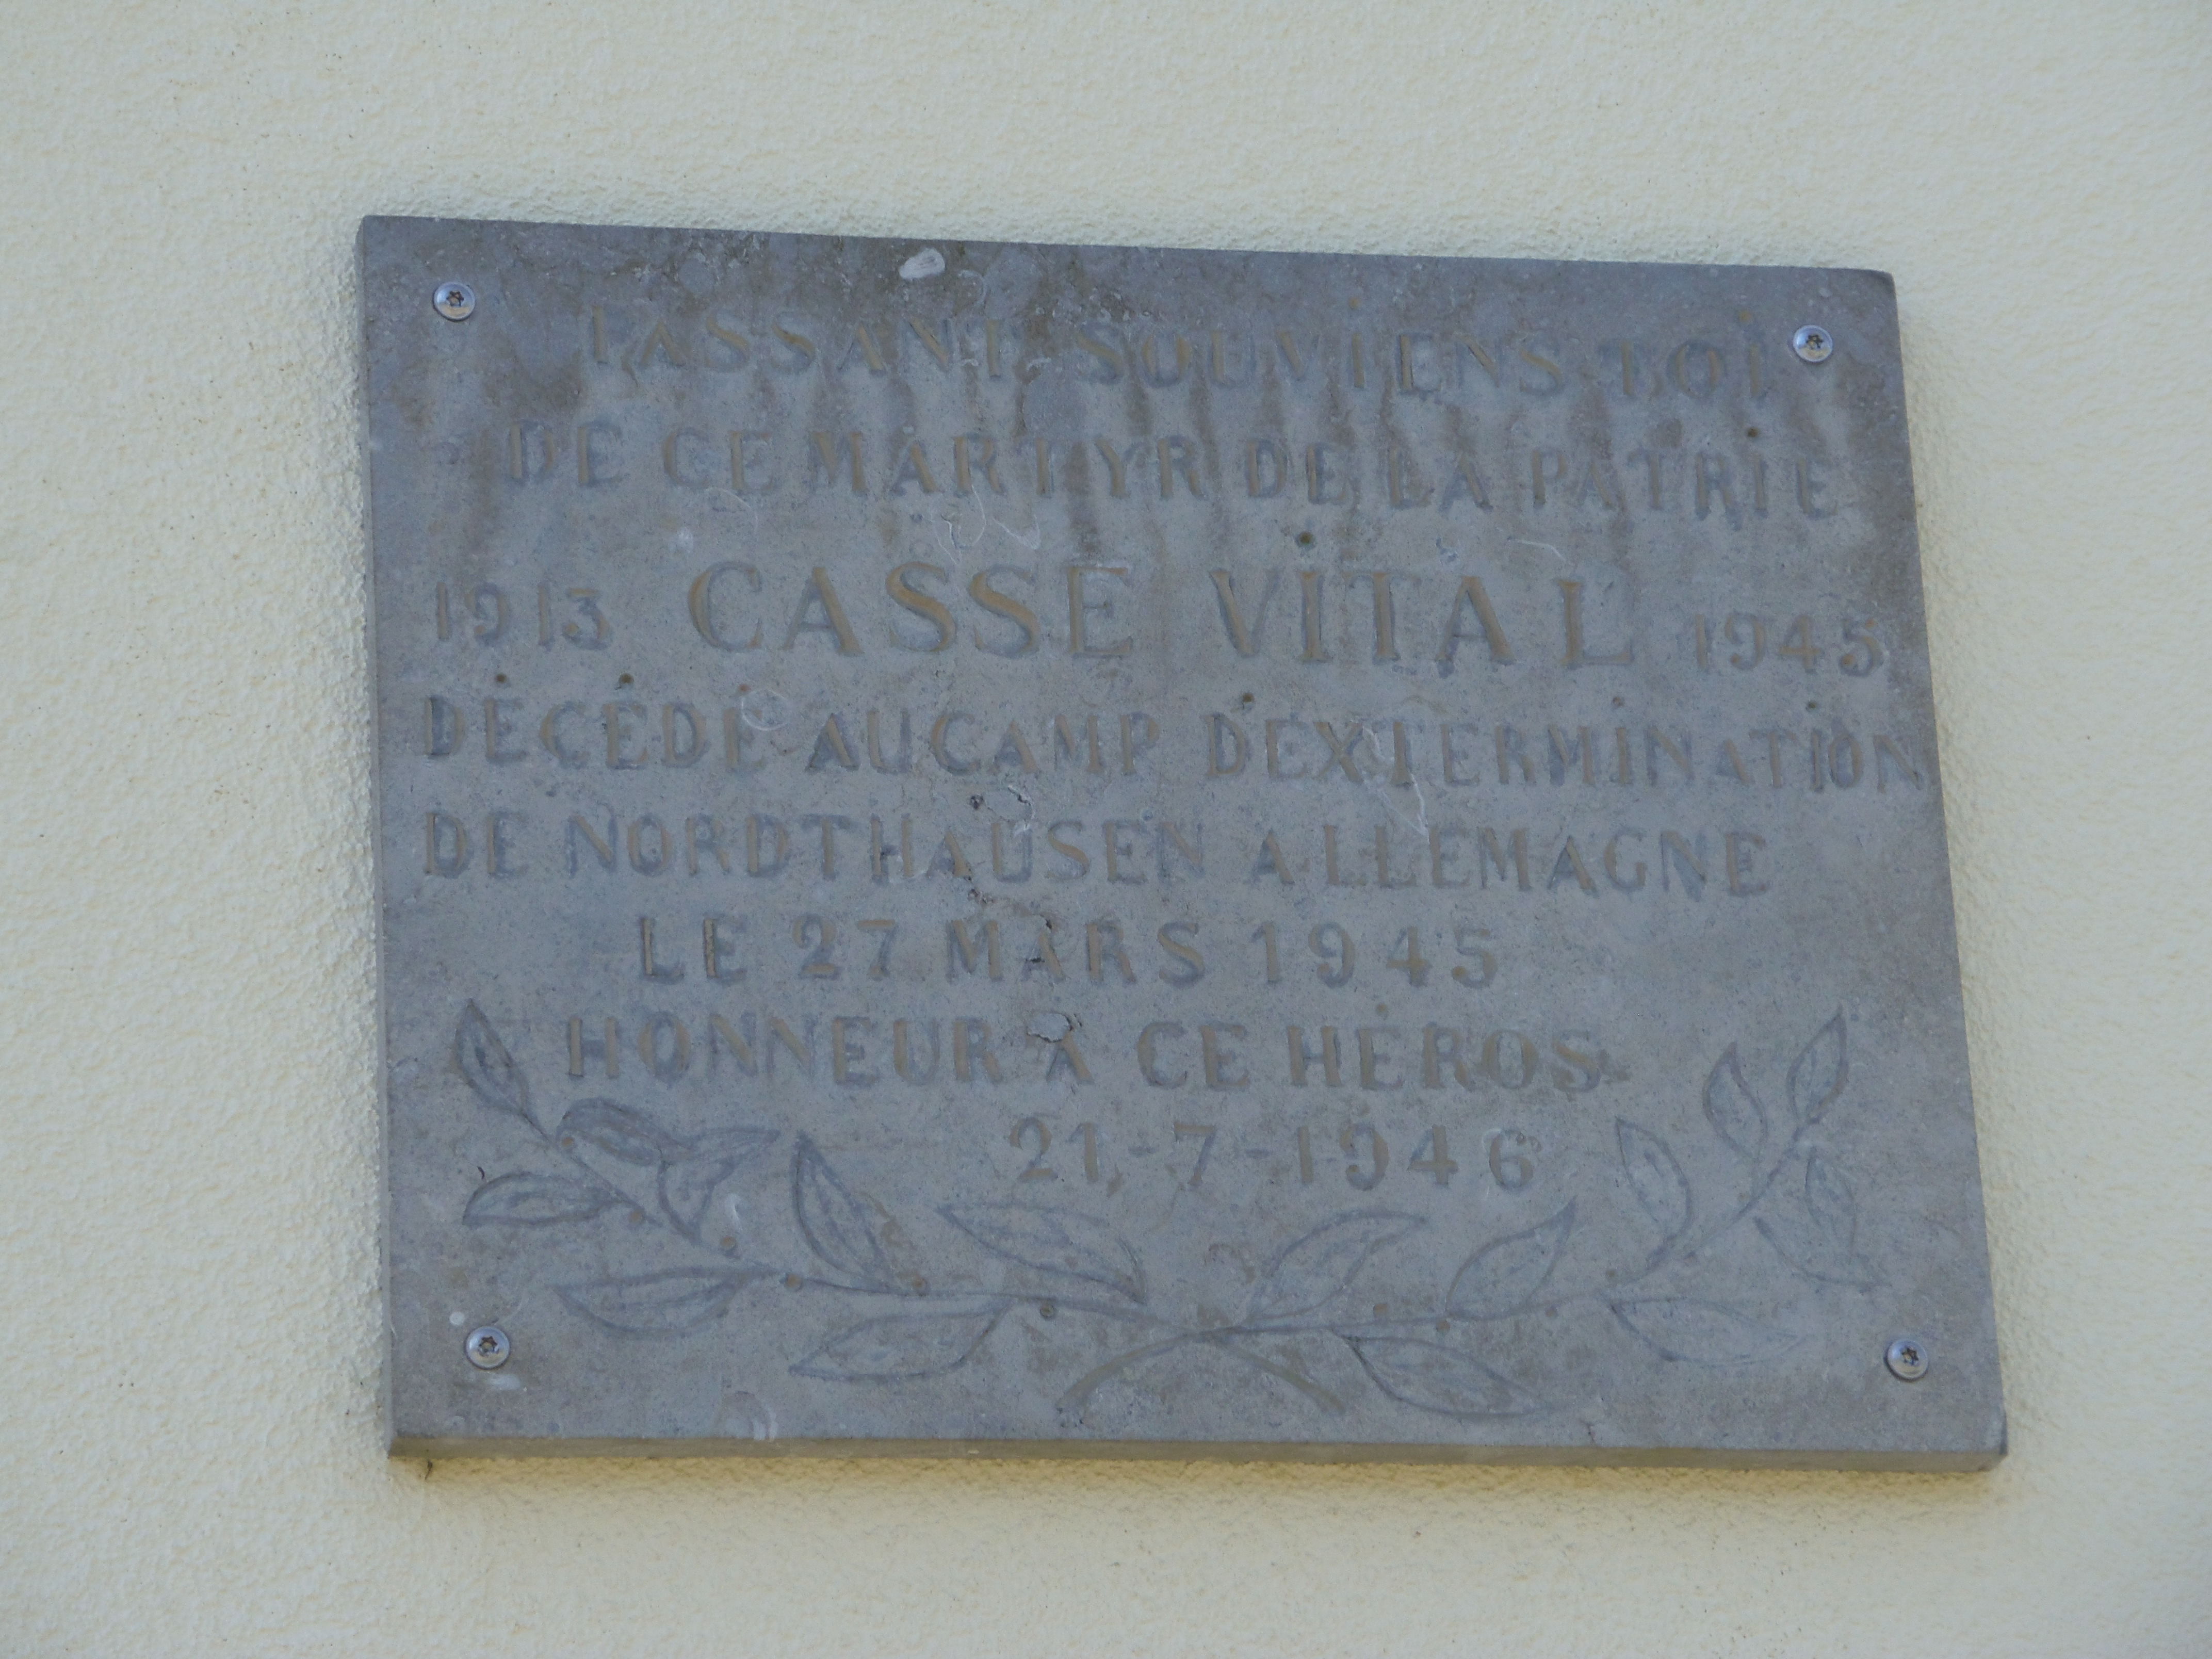 PASSANT SOUVIENS TOI
DE CE MARTYR DE LA PATRIE
1913 CASSE VITAL 1945
DÉCÉDÉ AU CAMP D'EXTERMINATION
DE NORDTHAUSEN ALLEMAGNE
LE 27 MARS 1945
HONNEUR A CE HÉROS
21-7-1946